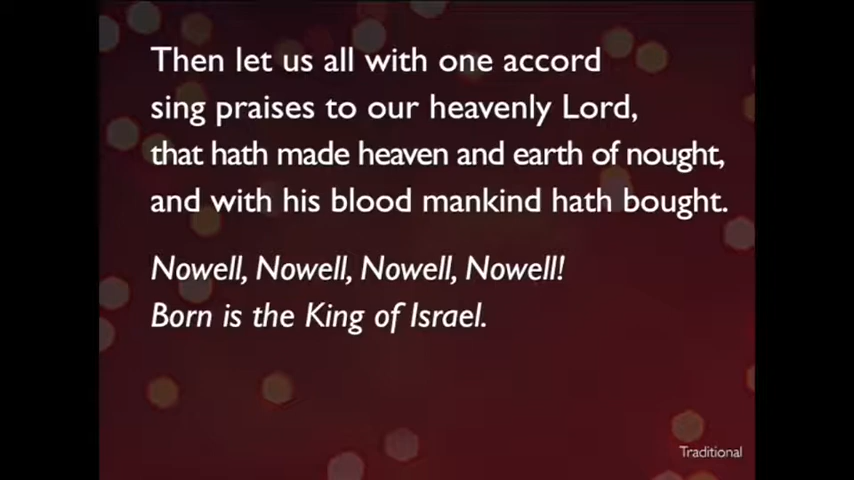 Then let us all with one accord
sing praises to our heavenly Lord,
that hath made heaven and earth of nought,
and with his blood mankind hath bought.
Nowell, Nowell, Nowell, Nowell!
Born is the King of Israel.
Traditional